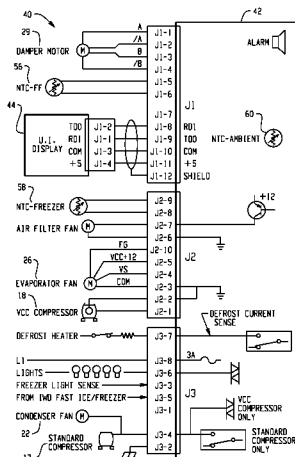 40
42
29
DAMPER MOTOR
M
A
/A
B
/B
J1-1
J1-2
J1-3
J1-4
ALARM
56
NTC-FF
J1-5
J1-6
J1
44
J1-7
60
NTC-AMBIENT
U.I.
DISPLAY
TDO J1-2 J1-8 RD1
RD1 J1-1 J1-9 TDO
COM J1-3 J1-10 COM
+5 J1-4 J1-11 +5
J1-12 SHIELD
58
NTC-FREEZER
J2-9
J2-8
+12
AIR FILTER FAN M J2-7
J2-6
FG J2-10
26
VCC+12 J2-5
J2
VS J2-4
EVAPORATOR FAN M COM J2-3
18
VCC COMPRESSOR
J2-2
J2-1
DEFROST CURRENT
SENSE
DEFROST HEATER J3-7
L1 J3-8 3A
LIGHTS J3-6
FREEZER LIGHT SENSE J3-3
FROM IWD FAST ICE/FREEZER J3-5
J3-1
J3
VCC
COMPRESSOR
ONLY
CONDENSER FAN M
22
STANDARD
COMPRESSOR
J3-4
J3-2
STANDARD
COMPRESSOR
ONLY